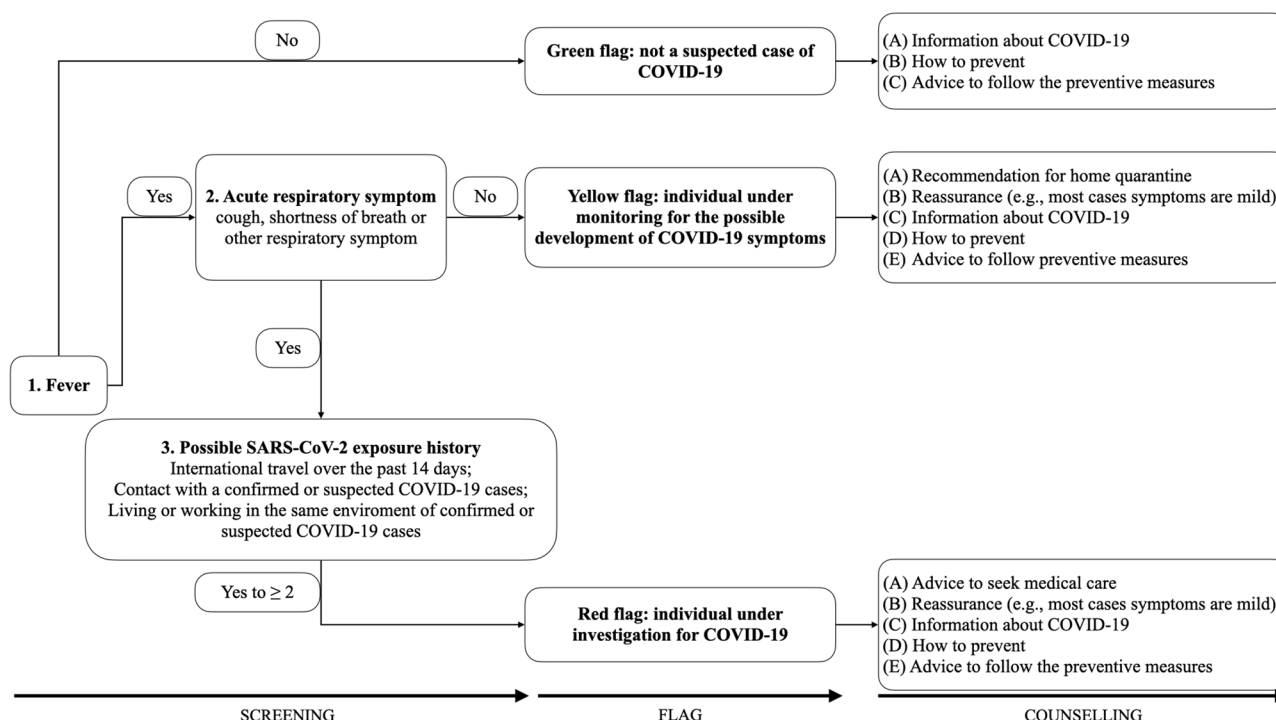 No
Green flag: not a suspected case of
COVID-19
(A) Information about COVID-19
(B) How to prevent
(C) Advice to follow the preventive measures
Yes
2. Acute respiratory symptom
cough, shortness of breath or
other respiratory symptom
No
Yellow flag: individual under
monitoring for the possible
development of COVID-19 symptoms
(A) Recommendation for home quarantine
(B) Reassurance (e.g., most cases symptoms are mild)
(C) Information about COVID-19
(D) How to prevent
(E) Advice to follow preventive measures
Yes
1. Fever
3. Possible SARS-CoV-2 exposure history
International travel over the past 14 days;
Contact with a confirmed or suspected COVID-19 cases;
Living or working in the same enviroment of confirmed or
suspected COVID-19 cases
Yes to ≥ 2
Red flag: individual under
investigation for COVID-19
(A) Advice to seek medical care
(B) Reassurance (e.g., most cases symptoms are mild)
(C) Information about COVID-19
(D) How to prevent
(E) Advice to follow the preventive measures
SCREENING
FLAG
COUNSELLING